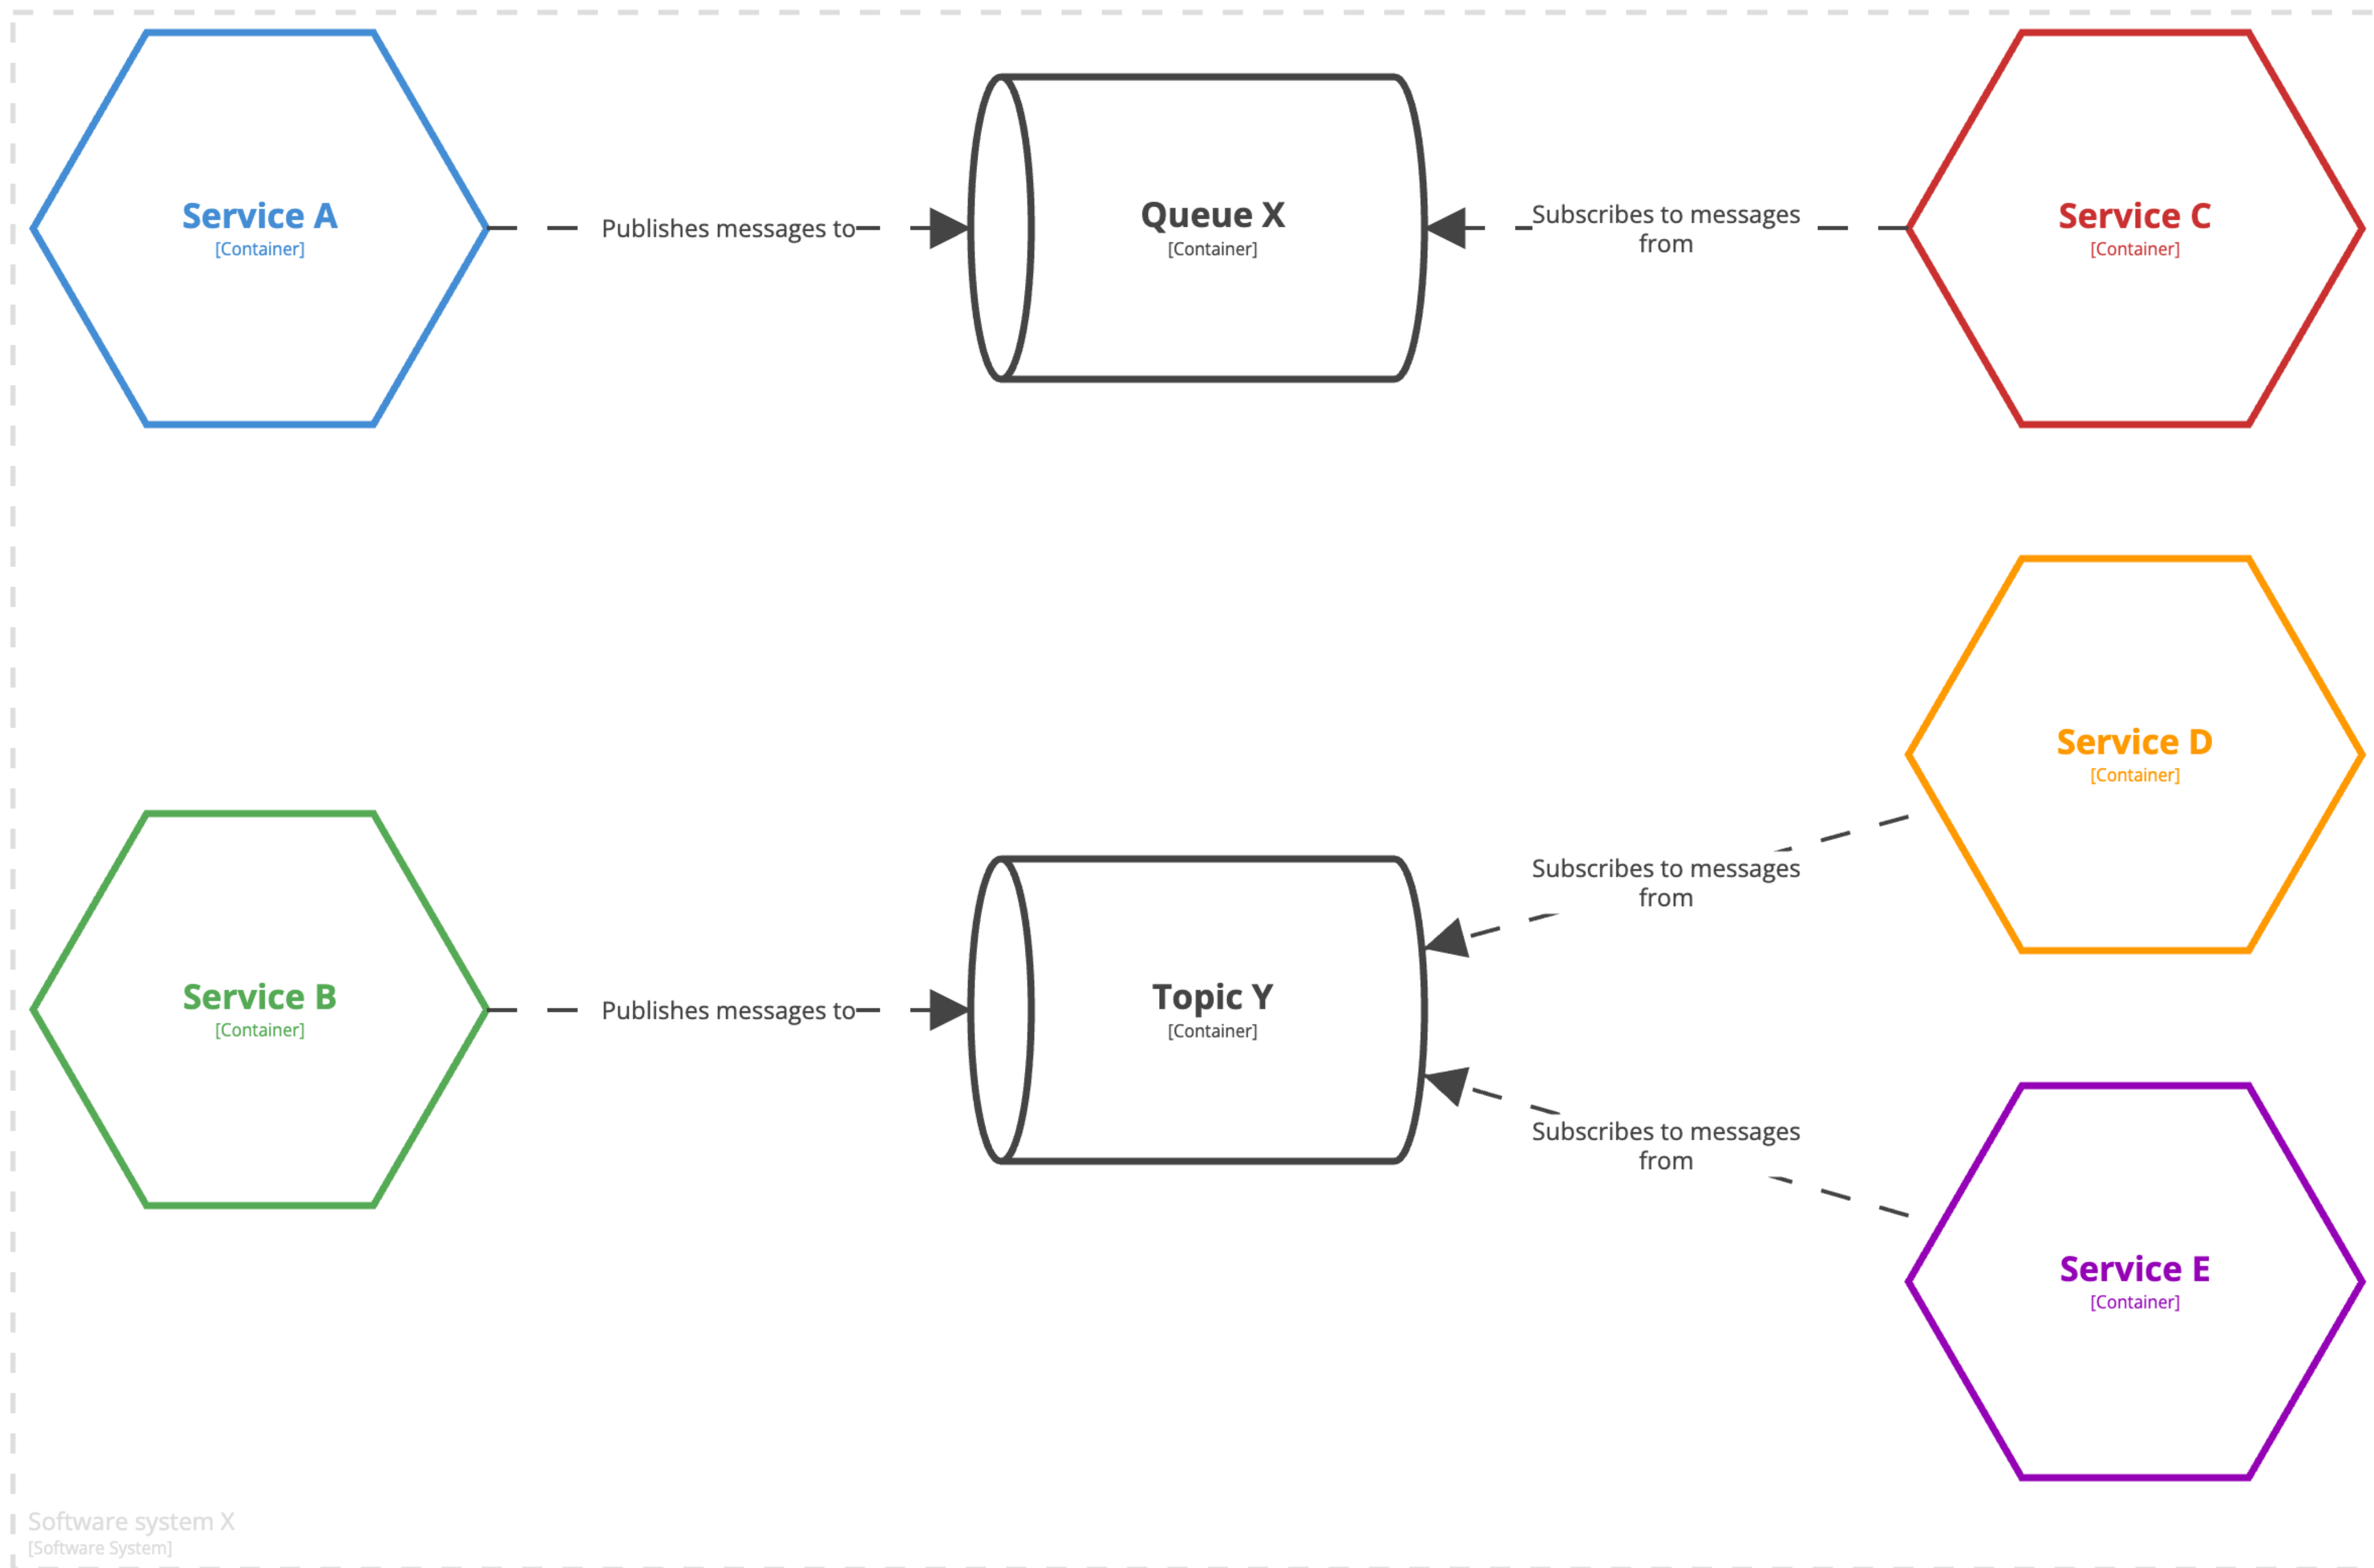 Service A
[Container]
Publishes messages to
Queue X
[Container]
Subscribes to messages
from
Service C
[Container]
Service D
[Container]
Subscribes to messages
from
Service B
[Container]
Publishes messages to
Topic Y
[Container]
Subscribes to messages
from
Service E
[Container]
Software system X
[Software System]